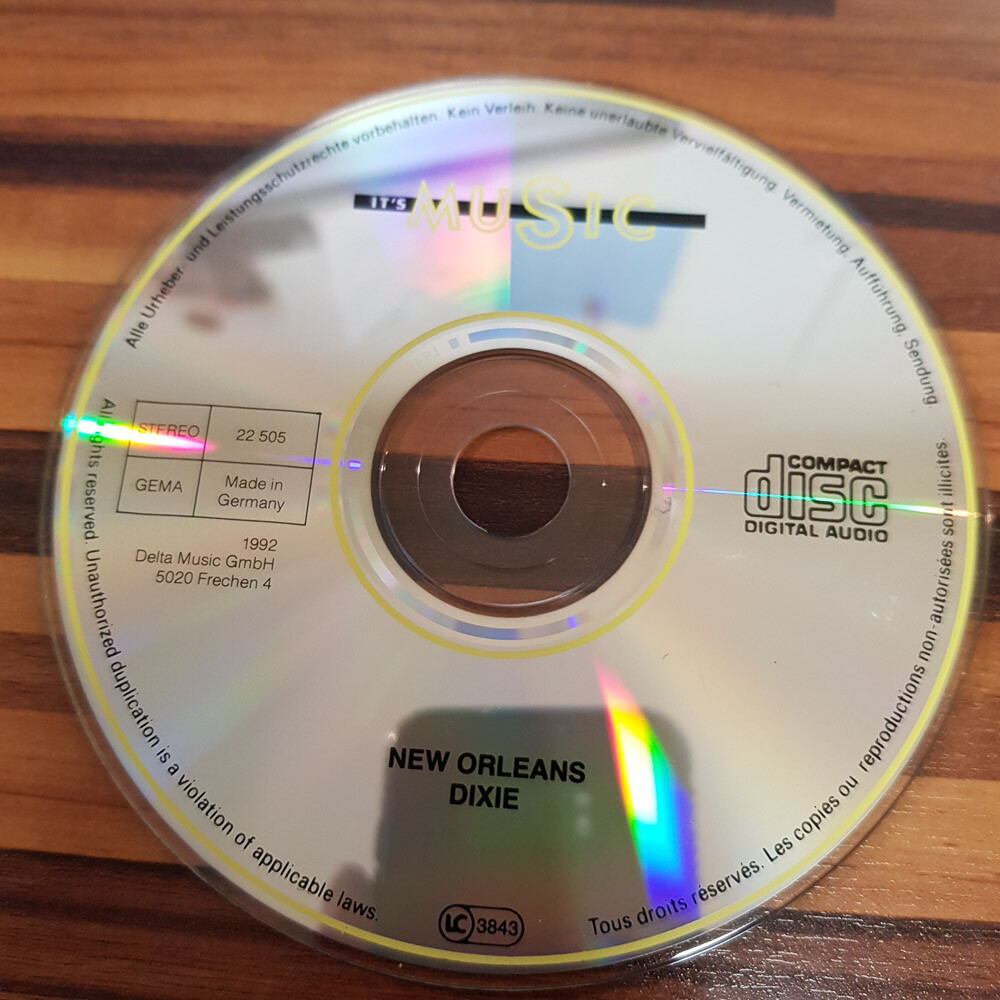 Alle Urheber- und Leistungsschutzrechte vorbehalten. Kein Verleih. Keine unerlaubte Vervielfältigung, Vermietung, Aufführung, Sendung.
IT'S MUSIC
STEREO 22 505
GEMA Made in
Germany
1992
Delta Music GmbH
5020 Frechen 4
COMPACT
disc
DIGITAL AUDIO
NEW ORLEANS
DIXIE
LC 3843
All rights reserved. Unauthorized duplication is a violation of applicable laws.
Tous droits réservés. Les copies ou reproductions non-autorisées sont illicites.